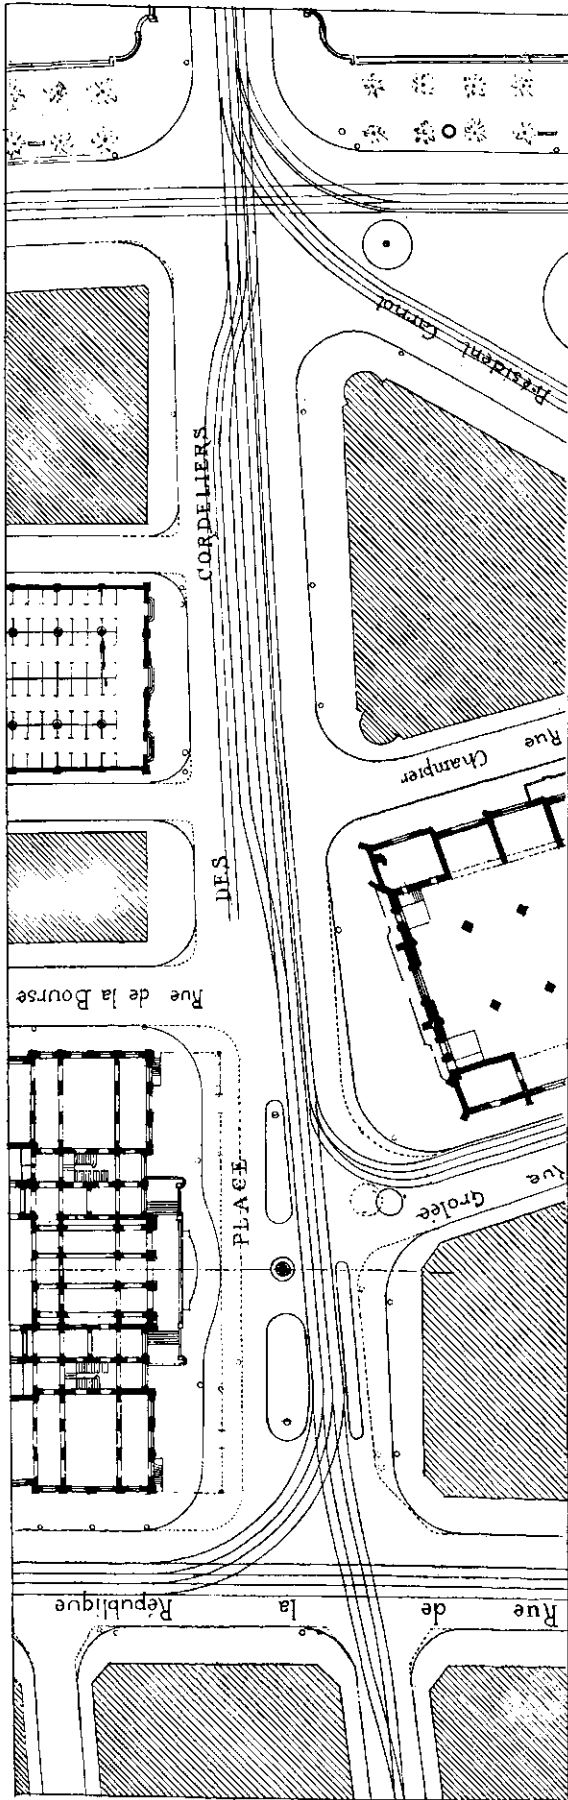 Président Carnot
CORDELIERS
Rue Champier
DES
Rue de la Bourse
PLACE
Rue Grolée
Rue de la République